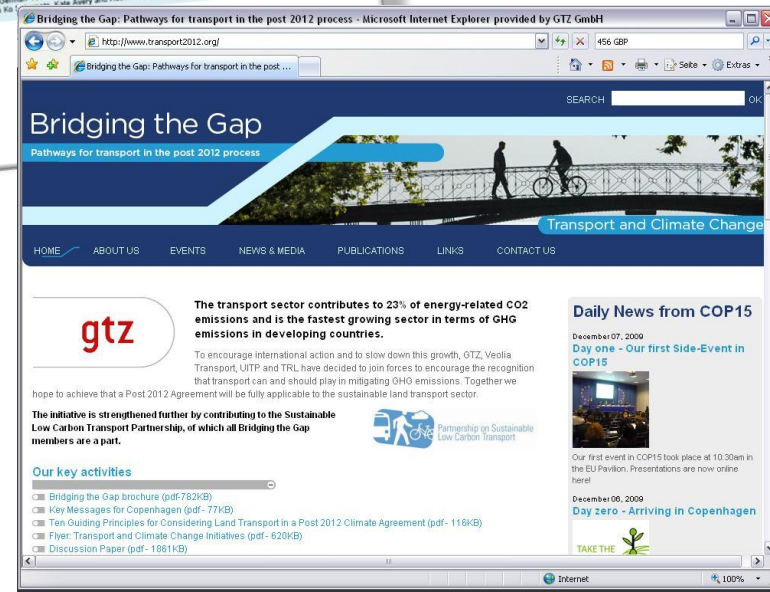 Kate Avery and
Bridging the Gap: Pathways for transport in the post 2012 process - Microsoft Internet Explorer provided by GTZ GmbH
http://www.transport2012.org/
456 GBP
Bridging the Gap: Pathways for transport in the post ...
Seite
Extras
SEARCH
OK
Bridging the Gap
Pathways for transport in the post 2012 process
Transport and Climate Change
HOME
ABOUT US
EVENTS
NEWS & MEDIA
PUBLICATIONS
LINKS
CONTACT US
gtz
The transport sector contributes to 23% of energy-related CO2
emissions and is the fastest growing sector in terms of GHG
emissions in developing countries.
To encourage international action and to slow down this growth, GTZ, Veolia
Transport, UITP and TRL have decided to join forces to encourage the recognition
that transport can and should play in mitigating GHG emissions. Together we
hope to achieve that a Post 2012 Agreement will be fully applicable to the sustainable land transport sector.
The initiative is strengthened further by contributing to the Sustainable
Low Carbon Transport Partnership, of which all Bridging the Gap
members are a part.
Partnership on Sustainable
Low Carbon Transport
Our key activities
Bridging the Gap brochure (pdf-782KB)
Key Messages for Copenhagen (pdf - 77KB)
Ten Guiding Principles for Considering Land Transport in a Post 2012 Climate Agreement (pdf - 116KB)
Flyer: Transport and Climate Change Initiatives (pdf - 620KB)
Discussion Paper (pdf - 1861KB)
Daily News from COP15
December 07, 2009
Day one - Our first Side-Event in
COP15
Our first event in COP15 took place at 10:30am in
the EU Pavilion. Presentations are now online
here!
December 06, 2009
Day zero - Arriving in Copenhagen
TAKE THE
Internet
100%